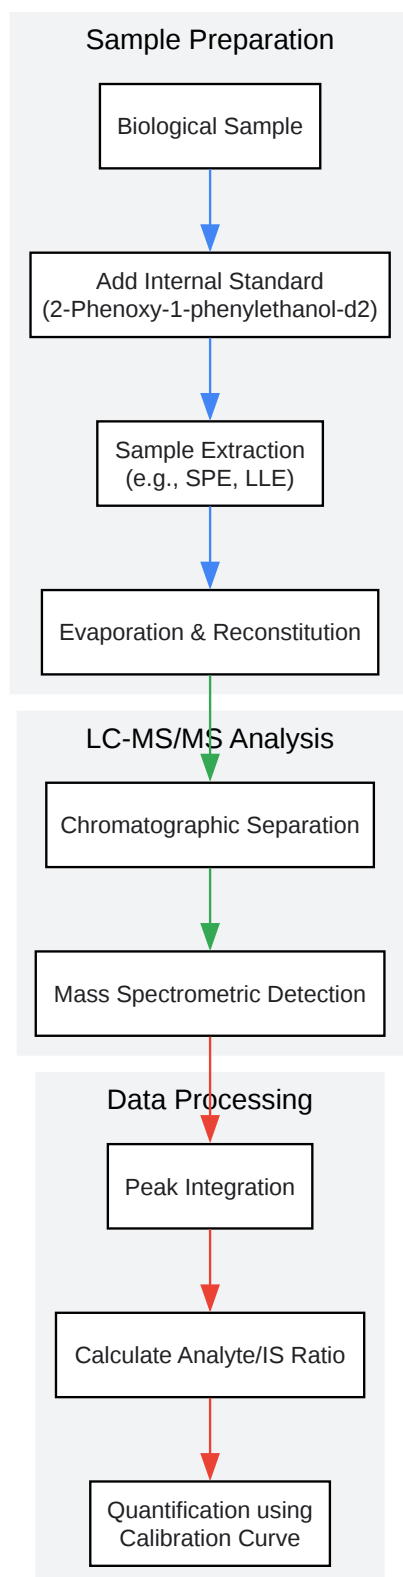 Sample Preparation
Biological Sample
Add Internal Standard
(2-Phenoxy-1-phenylethanol-d2)
Sample Extraction
(e.g., SPE, LLE)
Evaporation & Reconstitution
LC-MS/MS Analysis
Chromatographic Separation
Mass Spectrometric Detection
Data Processing
Peak Integration
Calculate Analyte/IS Ratio
Quantification using
Calibration Curve